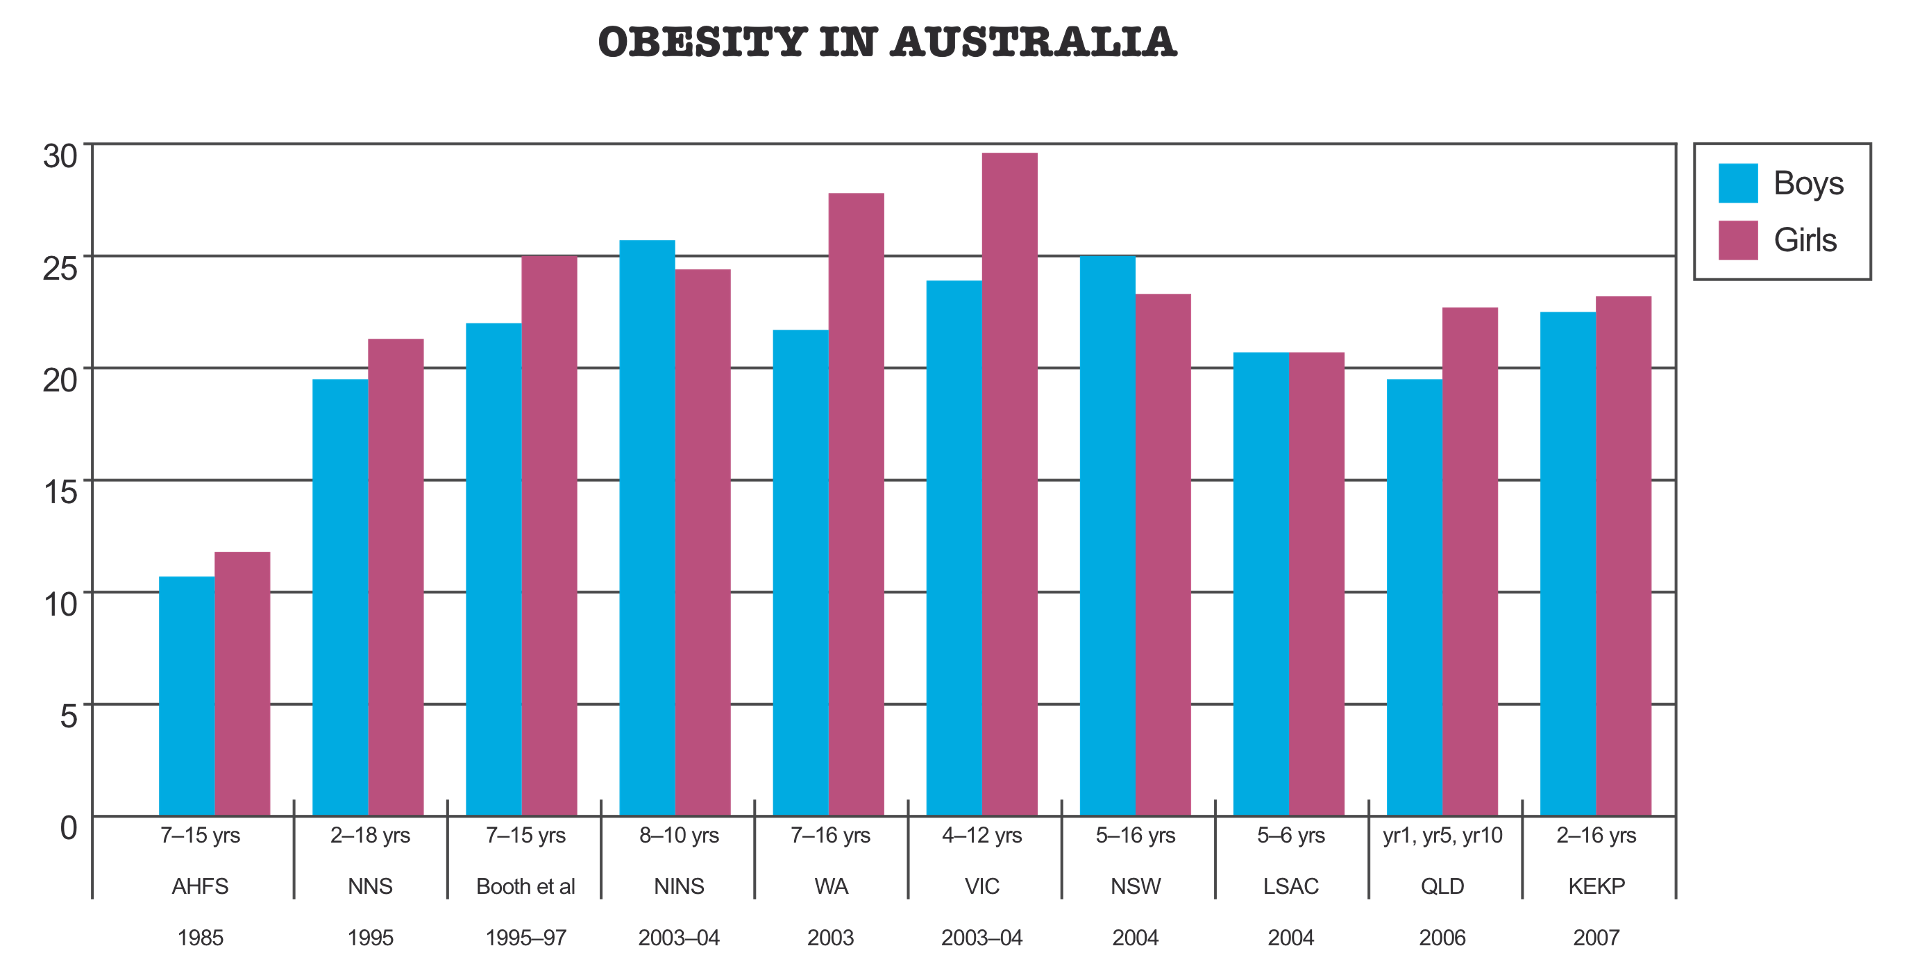 OBESITY IN AUSTRALIA
30
25
20
15
10
5
0
Boys
Girls
7–15 yrs 2–18 yrs 7–15 yrs 8–10 yrs 7–16 yrs 4–12 yrs 5–16 yrs 5–6 yrs yr1, yr5, yr10 2–16 yrs
AHFS NNS Booth et al NINS WA VIC NSW LSAC QLD KEKP
1985 1995 1995–97 2003–04 2003 2003–04 2004 2004 2006 2007